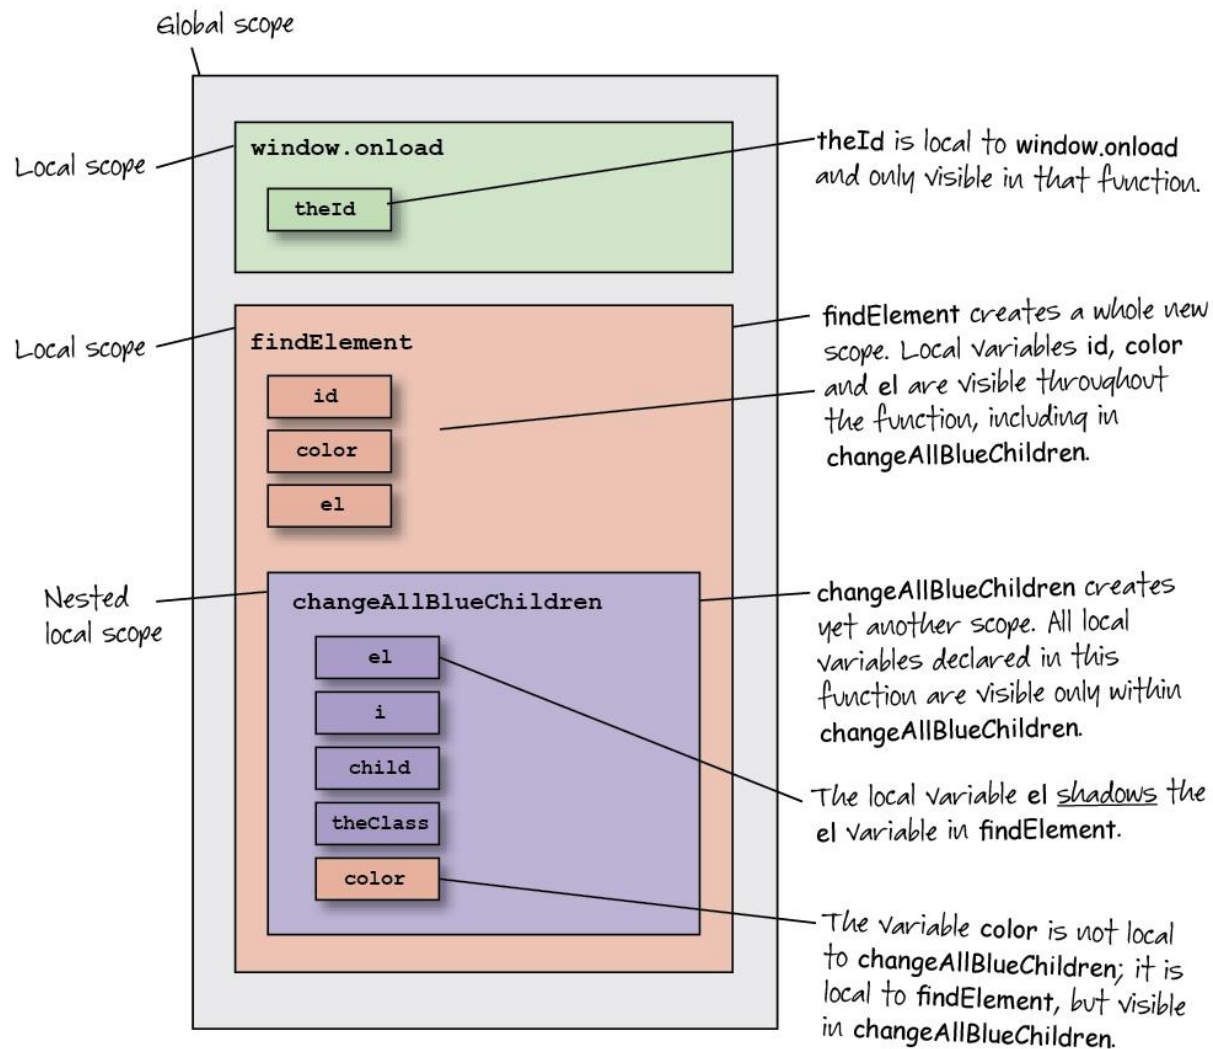 Global scope
Local scope
window.onload
theId
theId is local to window.onload
and only visible in that function.
Local scope
findElement
id
color
el
findElement creates a whole new
scope. Local variables id, color
and el are visible throughout
the function, including in
changeAllBlueChildren.
Nested
local scope
changeAllBlueChildren
el
i
child
theClass
color
changeAllBlueChildren creates
yet another scope. All local
variables declared in this
function are visible only within
changeAllBlueChildren.
The local variable el shadows the
el variable in findElement.
The variable color is not local
to changeAllBlueChildren; it is
local to findElement, but visible
in changeAllBlueChildren.